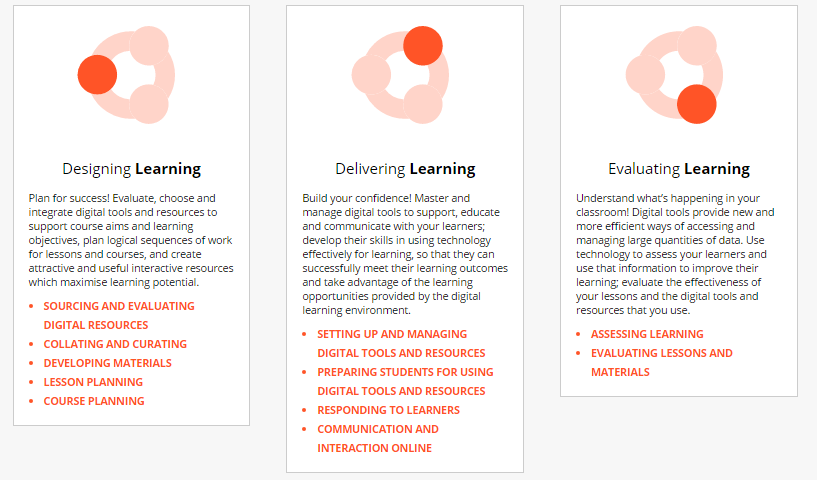 Designing Learning
Plan for success! Evaluate, choose and
integrate digital tools and resources to
support course aims and learning
objectives, plan logical sequences of work
for lessons and courses, and create
attractive and useful interactive resources
which maximise learning potential.
SOURCING AND EVALUATING
DIGITAL RESOURCES
COLLATING AND CURATING
DEVELOPING MATERIALS
LESSON PLANNING
COURSE PLANNING
Delivering Learning
Build your confidence! Master and
manage digital tools to support, educate
and communicate with your learners;
develop their skills in using technology
effectively for learning, so that they can
successfully meet their learning outcomes
and take advantage of the learning
opportunities provided by the digital
learning environment.
SETTING UP AND MANAGING
DIGITAL TOOLS AND RESOURCES
PREPARING STUDENTS FOR USING
DIGITAL TOOLS AND RESOURCES
RESPONDING TO LEARNERS
COMMUNICATION AND
INTERACTION ONLINE
Evaluating Learning
Understand what's happening in your
classroom! Digital tools provide new and
more efficient ways of accessing and
managing large quantities of data. Use
technology to assess your learners and
use that information to improve their
learning; evaluate the effectiveness of
your lessons and the digital tools and
resources that you use.
ASSESSING LEARNING
EVALUATING LESSONS AND
MATERIALS